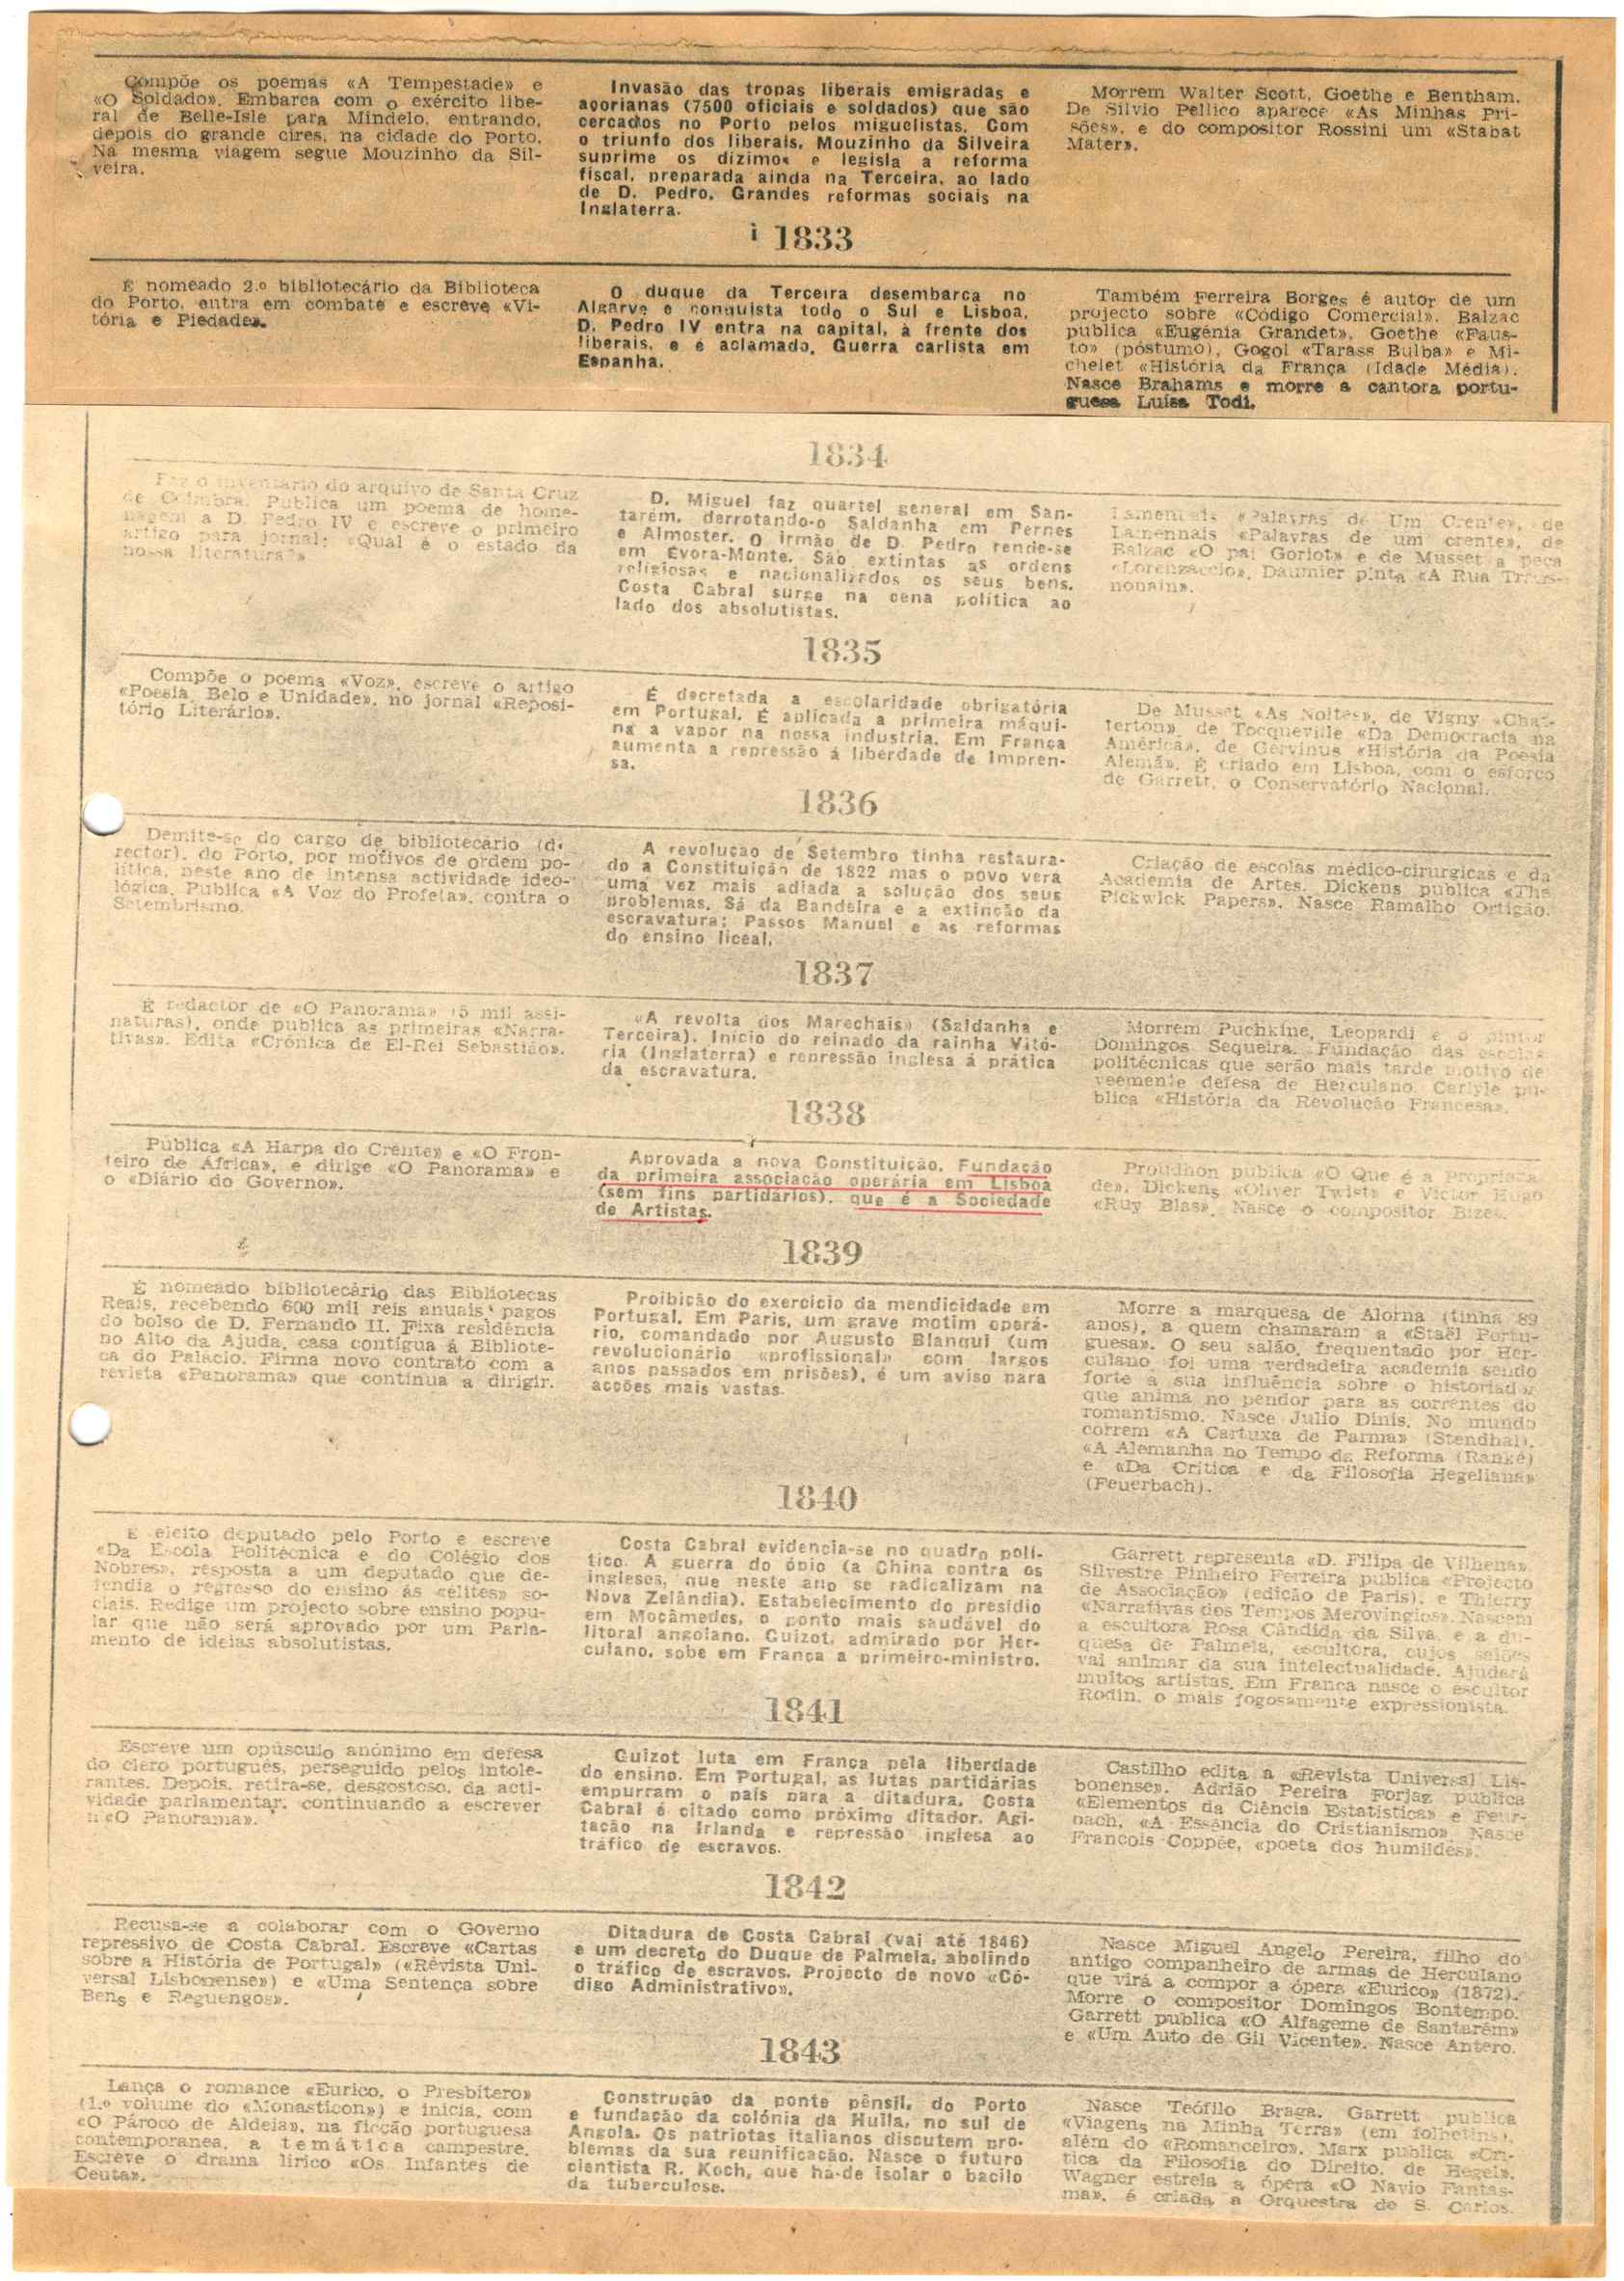 Compõe os poemas «A Tempestade» e
«O Soldado». Embarca com o exército libe-
ral de Belle-Isle para Mindelo, entrando,
depois do grande cires, na cidade do Porto.
Na mesma viagem segue Mouzinho da Sil-
veira.
Invasão das tropas liberais emigradas e
açorianas (7500 oficiais e soldados) que são
cercados no Porto pelos miguelistas. Com
o triunfo dos liberais, Mouzinho da Silveira
suprime os dízimos e legisla a reforma
fiscal, preparada ainda na Terceira, ao lado
de D. Pedro. Grandes reformas sociais na
Inglaterra.
Morrem Walter Scott, Goethe e Bentham.
De Silvio Pellico aparece «As Minhas Pri-
sões», e do compositor Rossini um «Stabat
Mater».
1833
É nomeado 2.º bibliotecário da Biblioteca
do Porto, entra em combate e escreve «Vi-
tória e Piedade».
O duque da Terceira desembarca no
Algarve e conquista todo o Sul e Lisboa.
D. Pedro IV entra na capital, à frente dos
liberais, e é aclamado. Guerra carlista em
Espanha.
Também Ferreira Borges é autor de um
projecto sobre «Código Comercial». Balzac
publica «Eugénia Grandet», Goethe «Faus-
to» (póstumo), Gogol «Tarass Bulba» e Mi-
chelet «História da França (Idade Média).
Nasce Brahams e morre a cantora portu-
guesa Luísa Todi.
1834
Faz o inventário do arquivo de Santa Cruz
de Coimbra. Publica um poema de home-
nagem a D. Pedro IV e escreve o primeiro
artigo para jornal: «Qual é o estado da
nossa literatura?»
D. Miguel faz quartel general em San-
tarém, derrotando-o Saldanha em Pernes
e Almoster. O irmão de D. Pedro rende-se
em Évora-Monte. São extintas as ordens
religiosas e nacionalizados os seus bens.
Costa Cabral surge na cena política ao
lado dos absolutistas.
Lamennais «Palavras de Um Crente», de
Lamennais «Palavras de um crente», de
Balzac «O pai Goriot» e de Musset a peça
«Lorenzaccio». Daumier pinta «A Rua Trans-
nonain».
1835
Compõe o poema «Voz», escreve o artigo
«Poesia, Belo e Unidade», no jornal «Reposi-
tório Literário».
É decretada a escolaridade obrigatória
em Portugal. É aplicada a primeira máqui-
na a vapor na nossa industria. Em França
aumenta a repressão á liberdade de Impren-
sa.
De Musset «As Noites», de Vigny «Chat-
terton», de Tocqueville «Da Democracia na
América», de Gervinus «História da Poesia
Alemã». É criado em Lisboa, com o esforço
de Garrett, o Conservatório Nacional.
1836
Demite-se do cargo de bibliotecário (di-
rector), do Porto, por motivos de ordem po-
lítica, neste ano de intensa actividade ideo-
lógica. Publica «A Voz do Profeta», contra o
Setembrismo.
A revolução de Setembro tinha restaura-
do a Constituição de 1822 mas o povo verá
uma vez mais adiada a solução dos seus
problemas. Sá da Bandeira e a extinção da
escravatura; Passos Manuel e as reformas
do ensino liceal.
Criação de escolas médico-cirurgicas e da
Academia de Artes. Dickens publica «The
Pickwick Papers». Nasce Ramalho Ortigão.
1837
É redactor de «O Panorama» (5 mil assi-
naturas), onde publica as primeiras «Narra-
tivas». Edita «Crónica de El-Rei Sebastião».
«A revolta dos Marechais» (Saldanha e
Terceira). Início do reinado da rainha Vitó-
ria (Inglaterra) e repressão inglesa á prática
da escravatura.
Morrem Puchkine, Leopardi e o pintor
Domingos Sequeira. Fundação das escolas
politécnicas que serão mais tarde motivo de
veemente defesa de Herculano. Carlyle pu-
blica «História da Revolução Francesa».
1838
Publica «A Harpa do Crente» e «O Fron-
teiro de África», e dirige «O Panorama» e
o «Diário do Governo».
Aprovada a nova Constituição. Fundação
da primeira associação operária em Lisboa
(sem fins partidários), que é a Sociedade
de Artistas.
Proudhon publica «O Que é a Proprieda-
de», Dickens «Oliver Twist» e Victor Hugo
«Ruy Blas». Nasce o compositor Bizet.
1839
É nomeado bibliotecário das Bibliotecas
Reais, recebendo 600 mil reis anuais, pagos
do bolso de D. Fernando II. Fixa residência
no Alto da Ajuda, casa contígua á Bibliote-
ca do Palácio. Firma novo contrato com a
revista «Panorama» que continua a dirigir.
Proibição do exercício da mendicidade em
Portugal. Em Paris, um grave motim operá-
rio, comandado por Augusto Blanqui (um
revolucionário «profissional» com largos
anos passados em prisões), é um aviso para
acções mais vastas.
Morre a marquesa de Alorna (tinha 89
anos), a quem chamaram a «Staël Portu-
guesa». O seu salão, frequentado por Her-
culano, foi uma verdadeira academia sendo
forte a sua influência sobre o historiador
que anima no pendor para as correntes do
romantismo. Nasce Julio Dinis. No mundo
correm «A Cartuxa de Parma» (Stendhal),
«A Alemanha no Tempo da Reforma (Ranke)
e «Da Crítica e da Filosofia Hegeliana»
(Feuerbach).
1840
É eleito deputado pelo Porto e escreve
«Da Escola Politécnica e do Colégio dos
Nobres», resposta a um deputado que de-
fendia o regresso do ensino ás «elites» so-
ciais. Redige um projecto sobre ensino popu-
lar que não será aprovado por um Parla-
mento de ideias absolutistas.
Costa Cabral evidencia-se no quadro polí-
tico. A guerra do ópio (a China contra os
ingleses, que neste ano se radicalizam na
Nova Zelândia). Estabelecimento do presídio
em Moçâmedes, o ponto mais saudável do
litoral angolano. Guizot, admirado por Her-
culano, sobe em França a primeiro-ministro.
Garrett representa «D. Filipa de Vilhena».
Silvestre Pinheiro Ferreira publica «Projecto
de Associação» (edição de Paris), e Thierry
«Narrativas dos Tempos Merovíngios». Nascem
a escultora Rosa Cândida da Silva, e a du-
quesa de Palmela, escultora, cujos salões
vai animar da sua intelectualidade. Ajudará
muitos artistas. Em França nasce o escultor
Rodin, o mais fogosamente expressionista.
1841
Escreve um opúsculo anónimo em defesa
do clero português, perseguido pelos intole-
rantes. Depois, retira-se, desgostoso, da acti-
vidade parlamentar, continuando a escrever
n «O Panorama».
Guizot luta em França pela liberdade
do ensino. Em Portugal, as lutas partidárias
empurram o país para a ditadura. Costa
Cabral é citado como próximo ditador. Agi-
tação na Irlanda e repressão inglesa ao
tráfico de escravos.
Castilho edita a «Revista Universal Lis-
bonense». Adrião Pereira Forjaz publica
«Elementos da Ciência Estatística» e Feur-
bach, «A Essência do Cristianismo». Nasce
François Coppée, «poeta dos humildes».
1842
Recusa-se a colaborar com o Governo
repressivo de Costa Cabral. Escreve «Cartas
sobre a História de Portugal» («Revista Uni-
versal Lisbonense») e «Uma Sentença sobre
Bens e Reguengos».
Ditadura de Costa Cabral (vai até 1846)
e um decreto do Duque de Palmela, abolindo
o tráfico de escravos. Projecto de novo «Có-
digo Administrativo».
Nasce Miguel Angelo Pereira, filho do
antigo companheiro de armas de Herculano
que virá a compor a ópera «Eurico» (1872).
Morre o compositor Domingos Bontempo.
Garrett publica «O Alfageme de Santarém»
e «Um Auto de Gil Vicente». Nasce Antero.
1843
Lança o romance «Eurico, o Presbítero»
(1.º volume do «Monasticon») e inicia, com
«O Pároco de Aldeia», na ficção portuguesa
contemporanea, a temática campestre.
Escreve o drama lírico «Os Infantes de
Ceuta».
Construção da ponte pênsil, do Porto
e fundação da colónia da Huíla, no sul de
Angola. Os patriotas italianos discutem pro-
blemas da sua reunificação. Nasce o futuro
cientista R. Koch, que há-de isolar o bacilo
da tuberculose.
Nasce Teófilo Braga. Garrett publica
«Viagens na Minha Terra» (em folhetins),
além do «Romanceiro». Marx publica «Crí-
tica da Filosofia do Direito, de Hegel».
Wagner estreia a ópera «O Navio Fantas-
ma», é criada a Orquestra de S. Carlos.